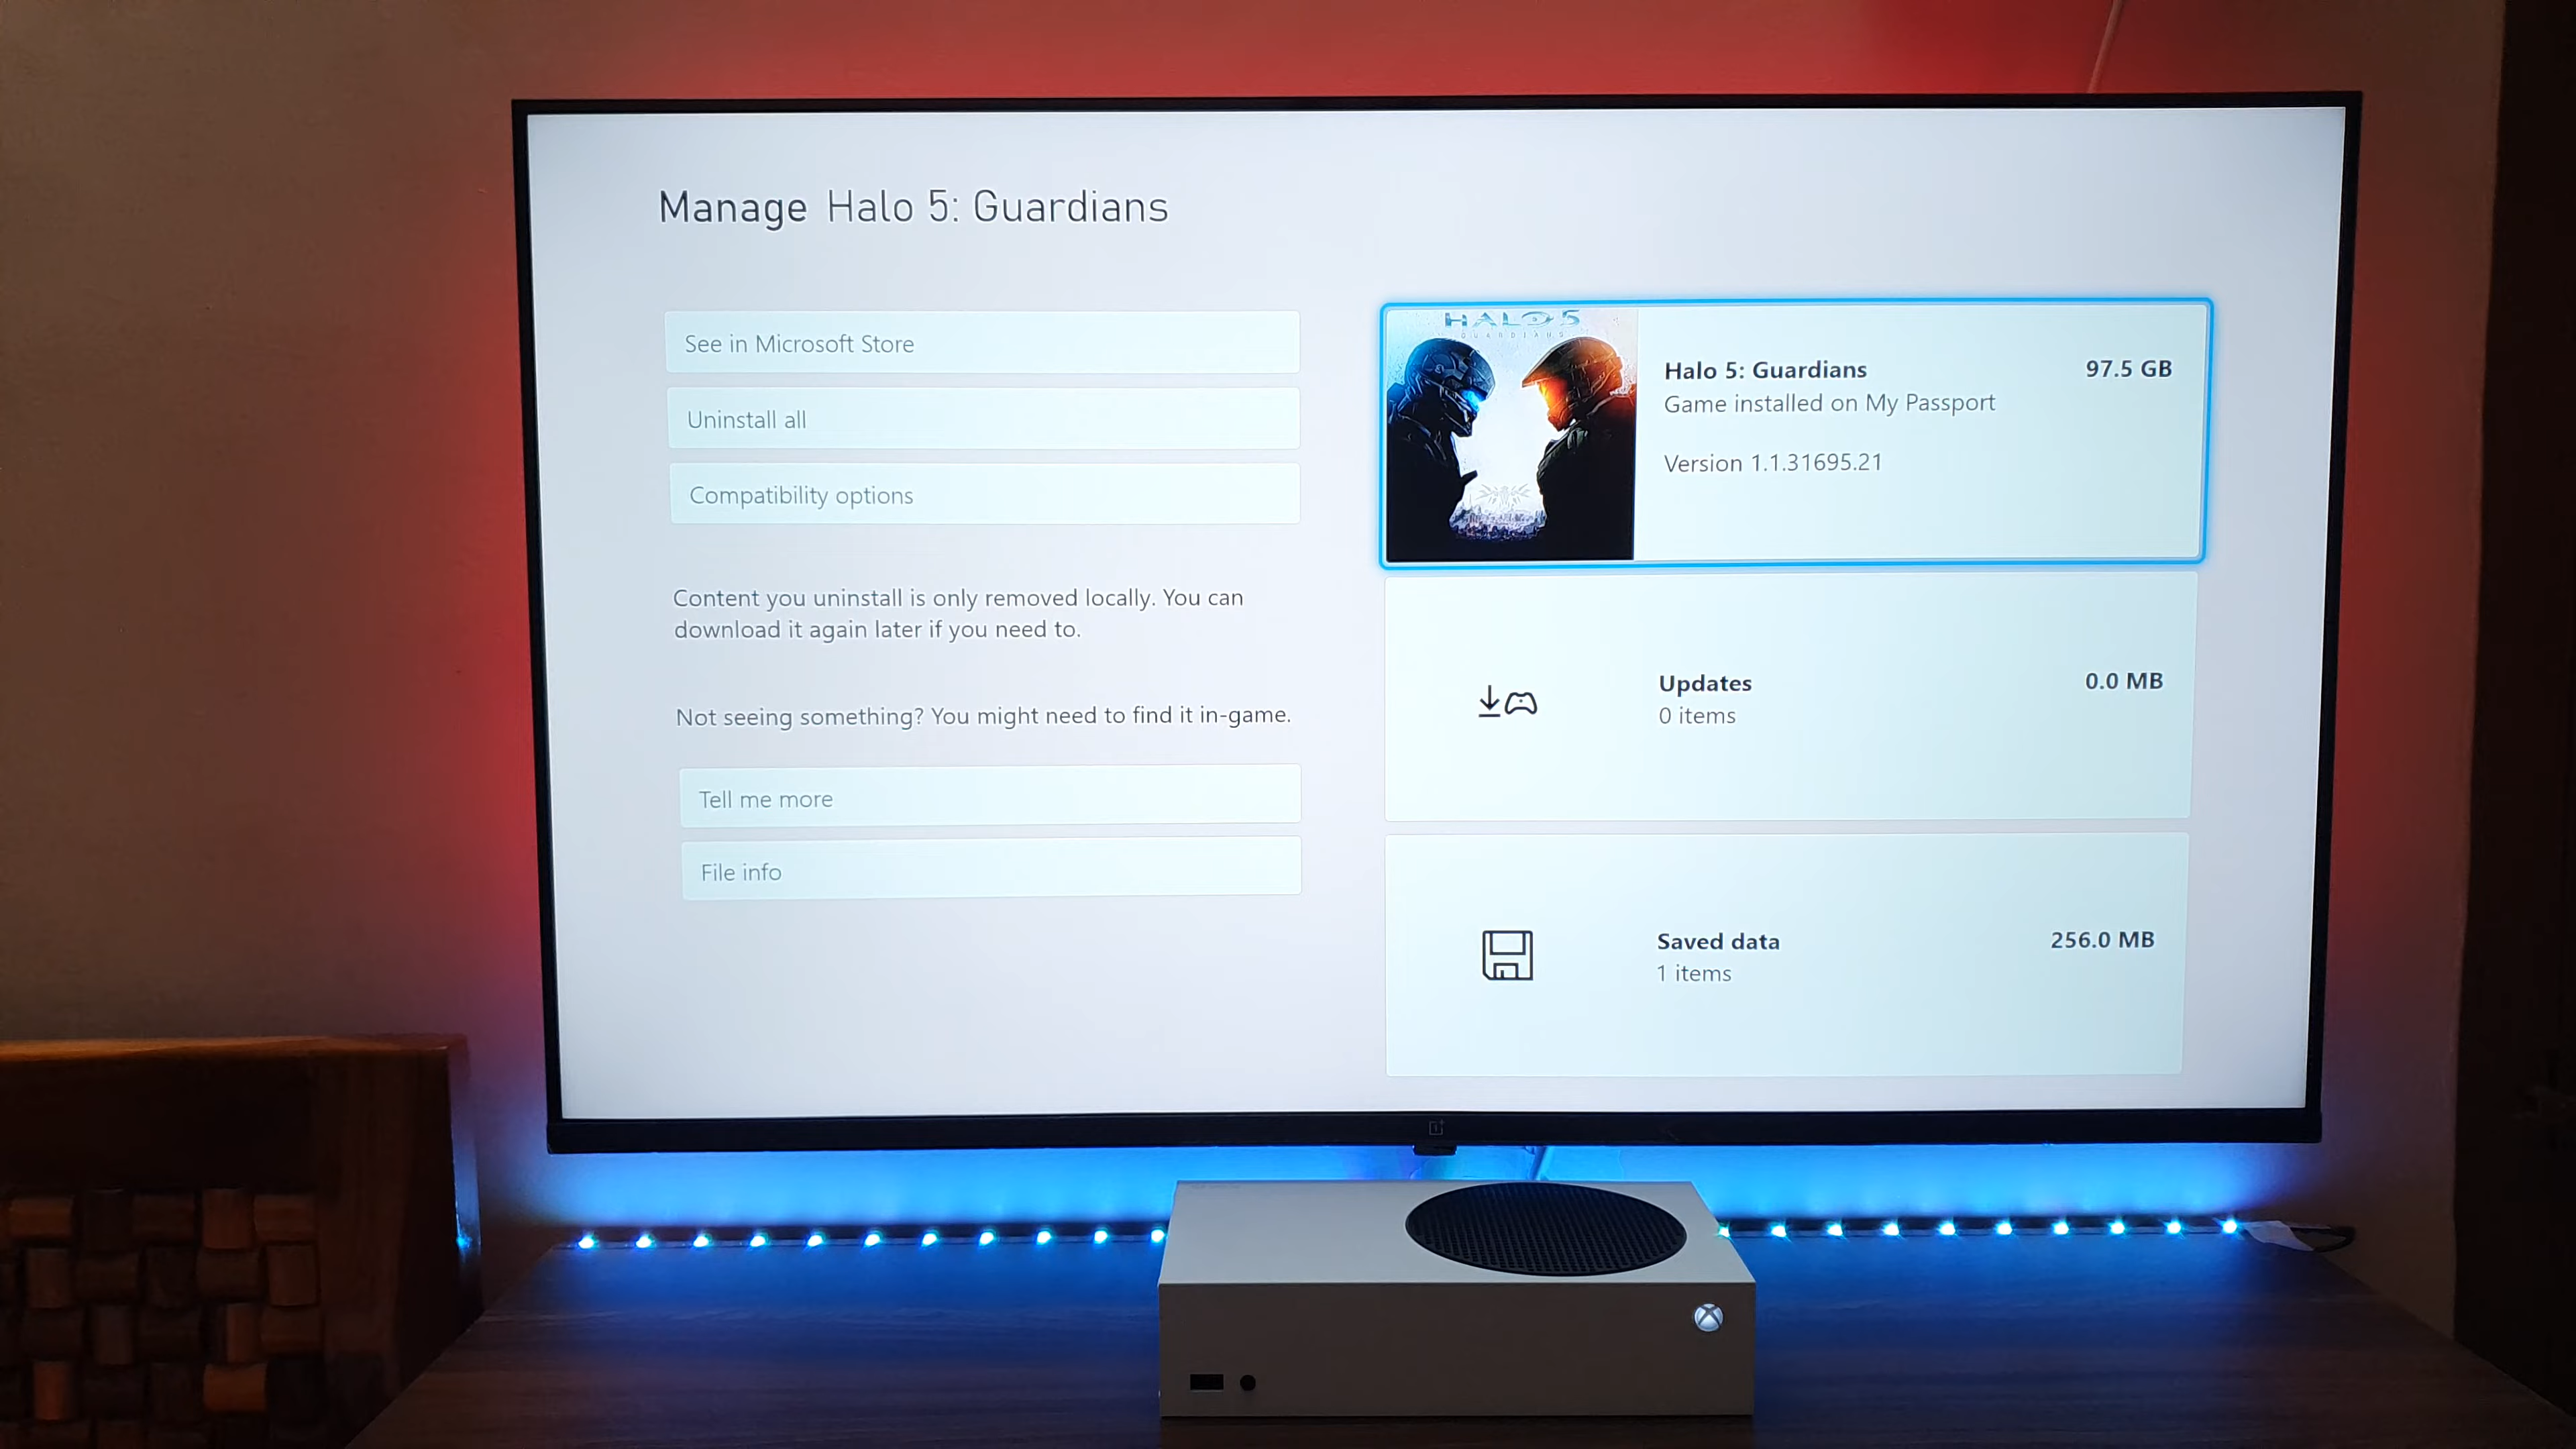 Manage Halo 5: Guardians
See in Microsoft Store
Uninstall all
Compatibility options
Content you uninstall is only removed locally. You can
download it again later if you need to.
Not seeing something? You might need to find it in-game.
Tell me more
File info
HALO 5
GUARDIANS
Halo 5: Guardians 97.5 GB
Game installed on My Passport
Version 1.1.31695.21
Updates 0.0 MB
0 items
Saved data 256.0 MB
1 items